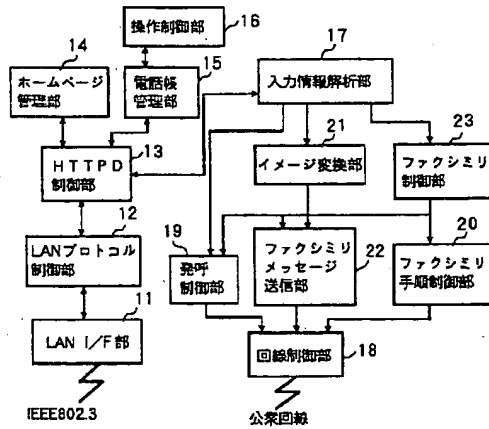 16
操作制御部
14
15
17
ホームページ
管理部
電話帳
管理部
入力情報解析部
13
21
23
HTTPD
制御部
イメージ変換部
ファクシミリ
制御部
12
19
20
LANプロトコル
制御部
発呼
制御部
ファクシミリ
メッセージ
送信部
22
ファクシミリ
手順制御部
11
LAN I/F部
回線制御部
18
IEEE802.3
公衆回線